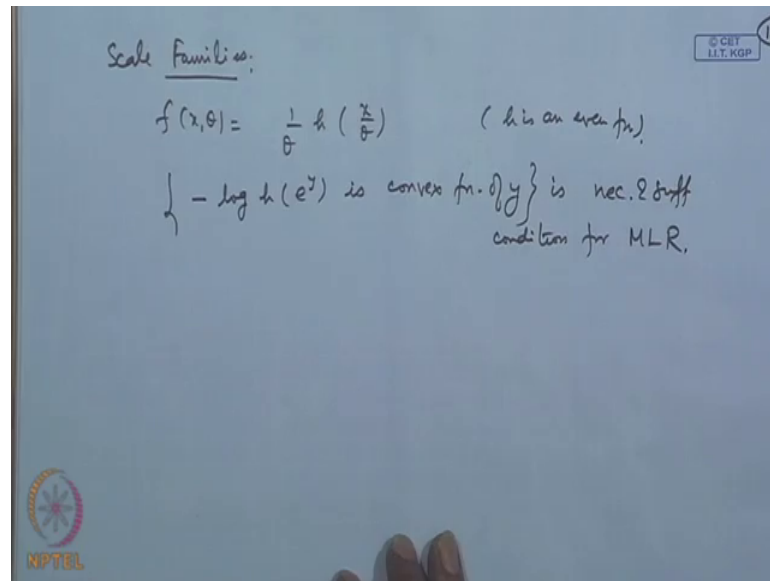 Scale Families:
© CET
I.I.T. KGP
f(x,θ) = 1/θ h(x/θ) (h is an even fn).
{ - log h(e^y) is convex fn. of y } is nec. & suff
condition for MLR.
NPTEL